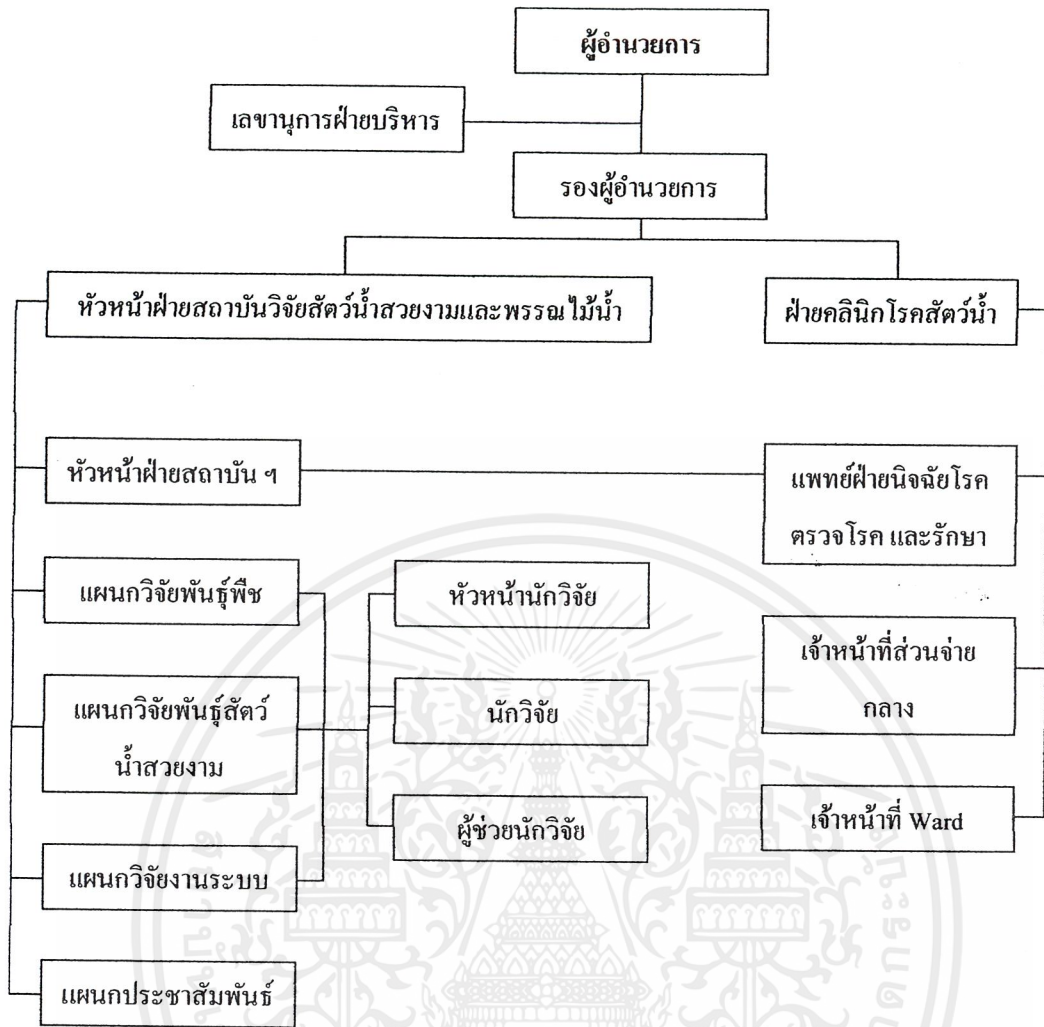 ผู้อำนวยการ
เลขานุการฝ่ายบริหาร
รองผู้อำนวยการ
หัวหน้าฝ่ายสถาบันวิจัยสัตว์น้ำสวยงามและพรรณไม้น้ำ
ฝ่ายคลินิกโรคสัตว์น้ำ
หัวหน้าฝ่ายสถาบัน ฯ
แพทย์ฝ่ายนิจฉัยโรค
ตรวจโรค และรักษา
แผนกวิจัยพันธุ์พืช
หัวหน้านักวิจัย
เจ้าหน้าที่ส่วนจ่าย
กลาง
แผนกวิจัยพันธุ์สัตว์
น้ำสวยงาม
นักวิจัย
ผู้ช่วยนักวิจัย
เจ้าหน้าที่ Ward
แผนกวิจัยงานระบบ
แผนกประชาสัมพันธ์